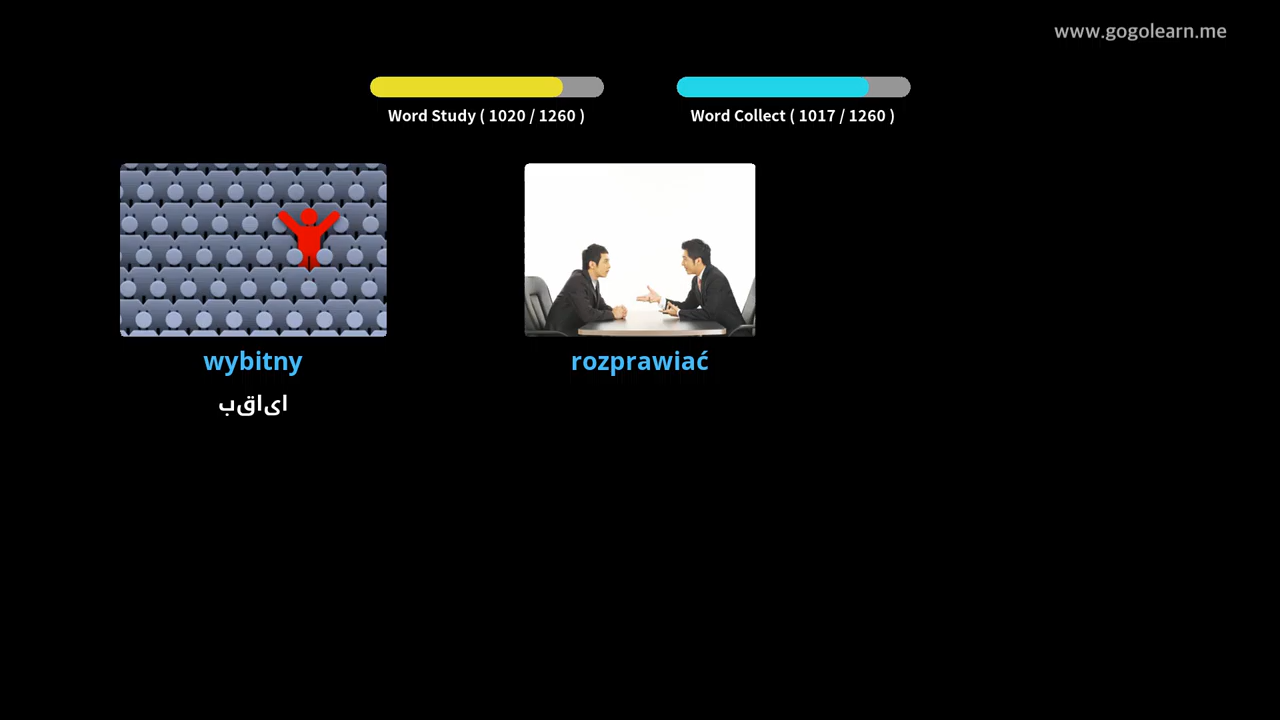 www.gogolearn.me
Word Study ( 1020 / 1260 )
Word Collect ( 1017 / 1260 )
wybitny
rozprawiać
ایاقب